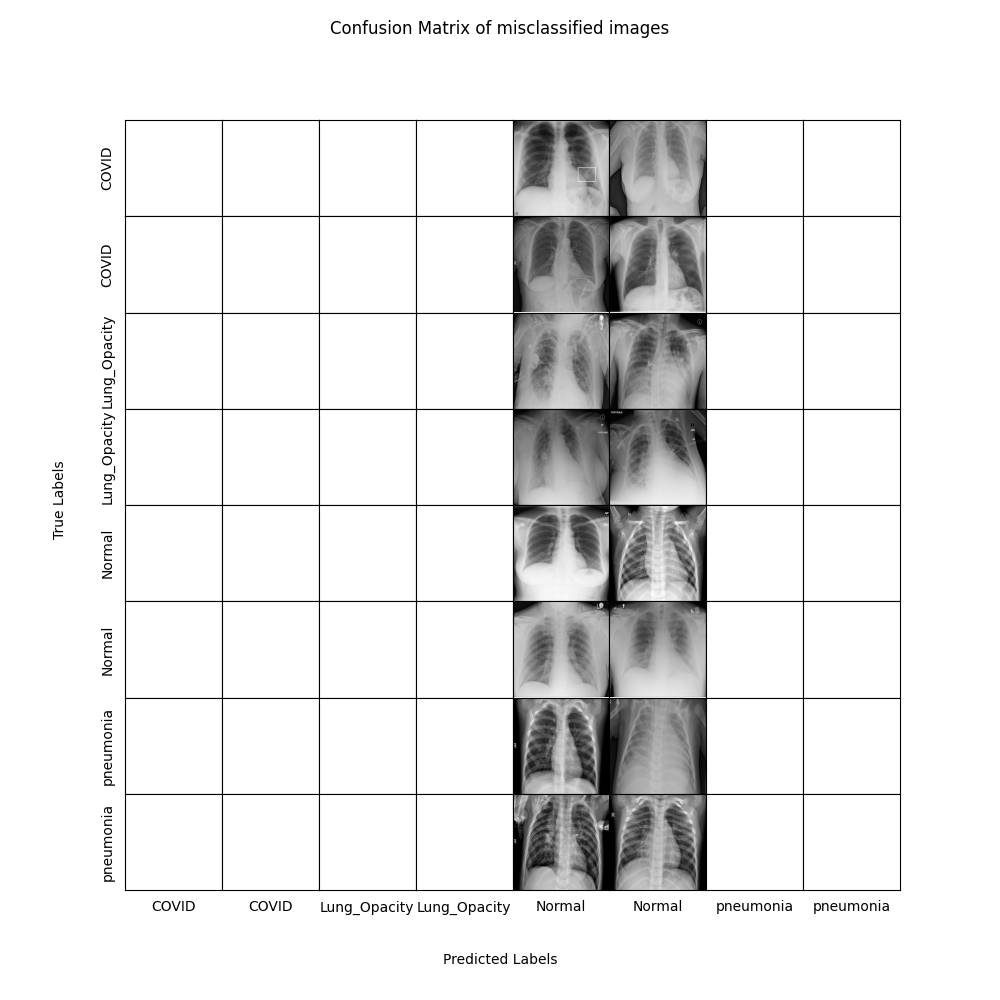 Confusion Matrix of misclassified images
True Labels
COVID
COVID
Lung_Opacity
Lung_Opacity
Normal
Normal
pneumonia
pneumonia
COVID COVID Lung_Opacity Lung_Opacity Normal Normal pneumonia pneumonia
Predicted Labels